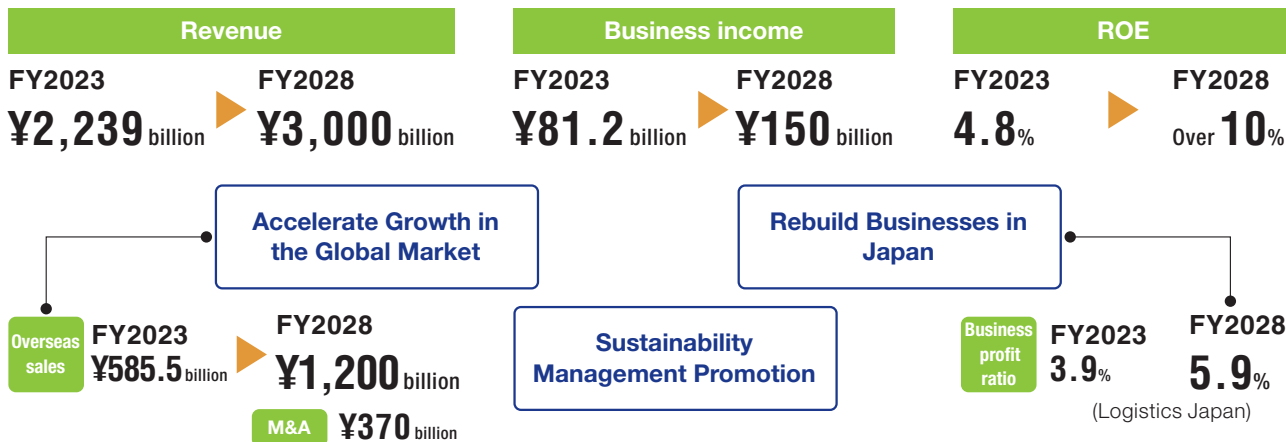 Revenue
FY2023
¥2,239 billion
FY2028
¥3,000 billion
Business income
FY2023
¥81.2 billion
FY2028
¥150 billion
ROE
FY2023
4.8%
FY2028
Over 10%
Accelerate Growth in
the Global Market
Rebuild Businesses in
Japan
Sustainability
Management Promotion
Overseas
sales
FY2023
¥585.5 billion
FY2028
¥1,200 billion
M&A ¥370 billion
Business
profit
ratio
FY2023
3.9%
FY2028
5.9%
(Logistics Japan)